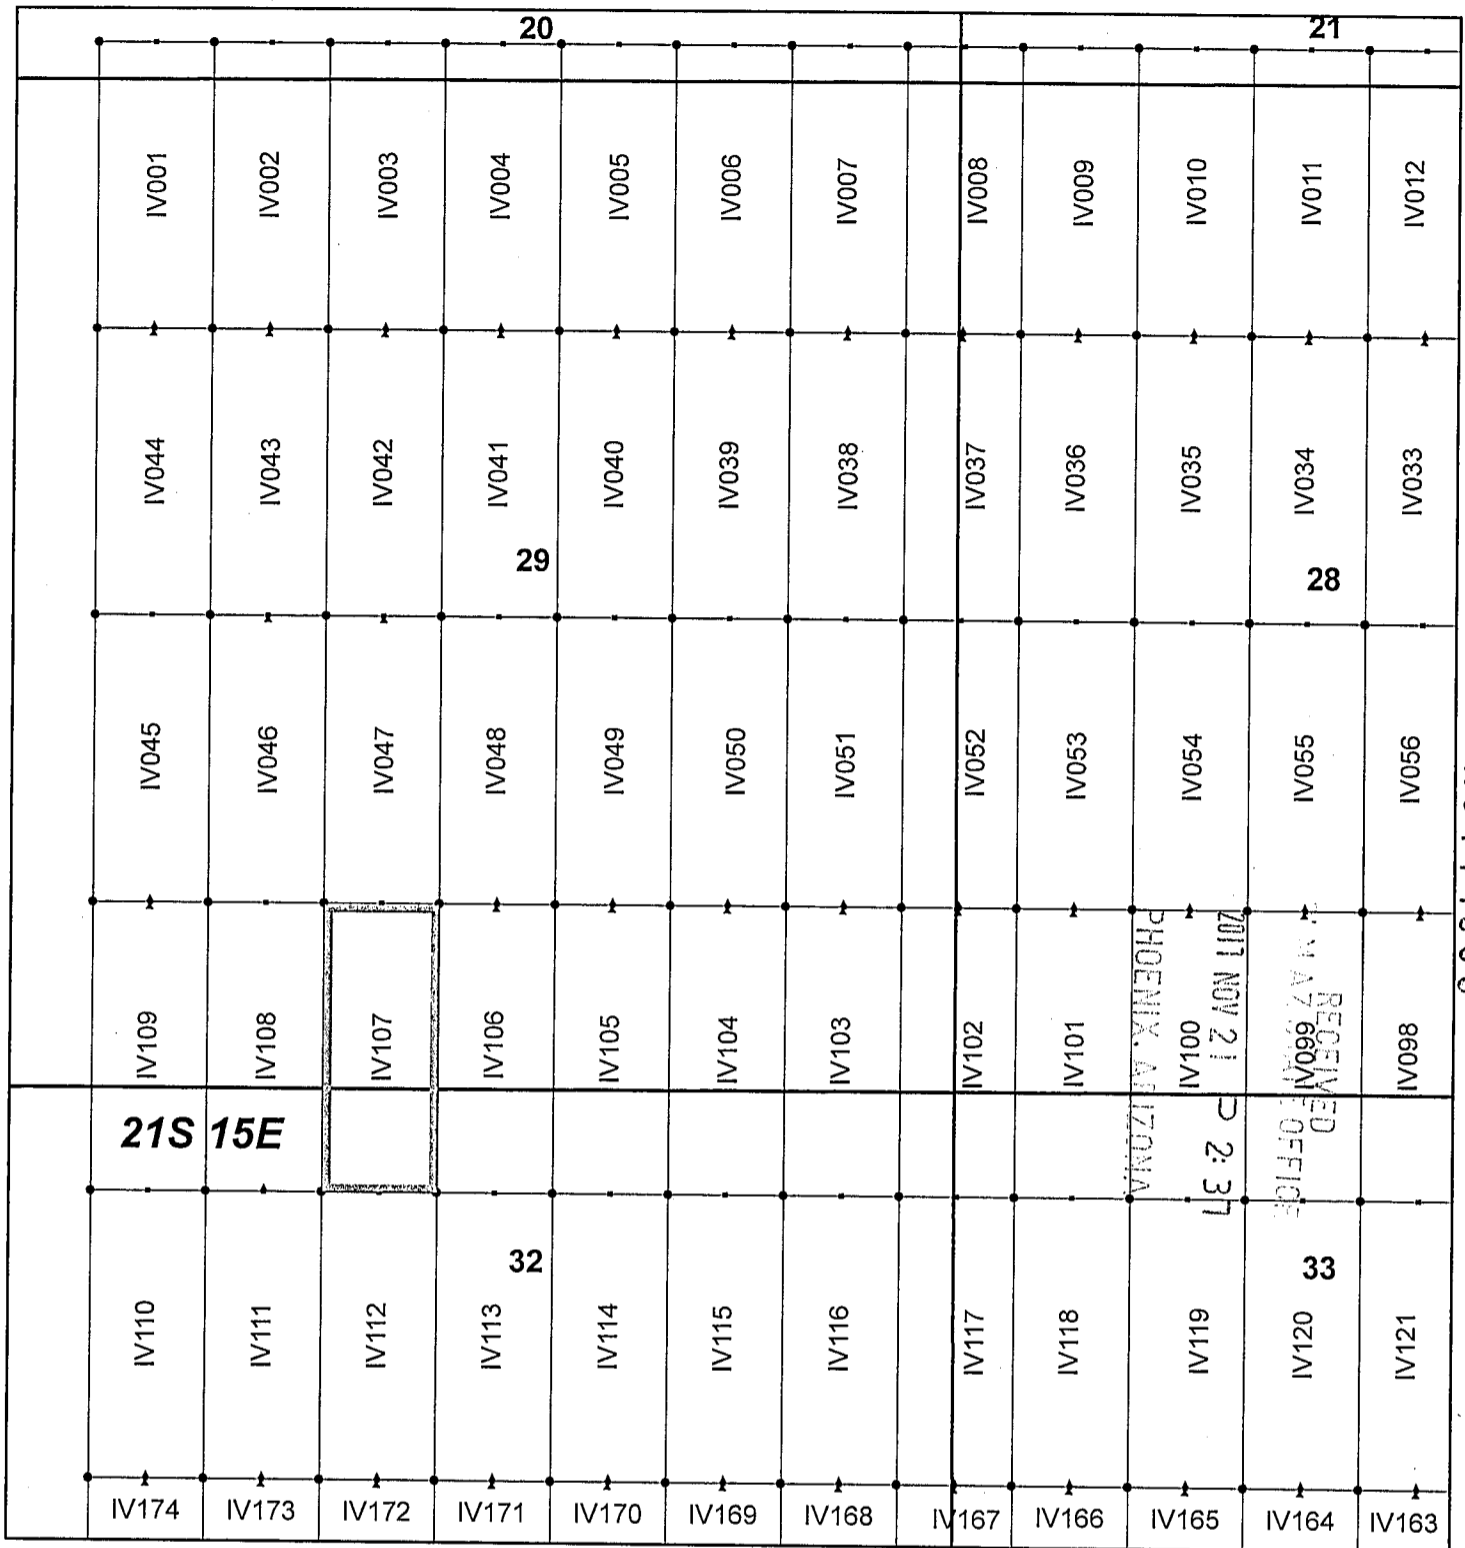 20 21
IV001 IV002 IV003 IV004 IV005 IV006 IV007 IV008 IV009 IV010 IV011 IV012
IV044 IV043 IV042 IV041 IV040 IV039 IV038 IV037 IV036 IV035 IV034 IV033
29 28
IV045 IV046 IV047 IV048 IV049 IV050 IV051 IV052 IV053 IV054 IV055 IV056
IV109 IV108 IV107 IV106 IV105 IV104 IV103 IV102 IV101 IV100 IV099 IV098
RECEIVED
OFFICE
2011 NOV 21 P 2:37
PHOENIX, ARIZONA
21S 15E
32 33
IV110 IV111 IV112 IV113 IV114 IV115 IV116 IV117 IV118 IV119 IV120 IV121
IV174 IV173 IV172 IV171 IV170 IV169 IV168 IV167 IV166 IV165 IV164 IV163